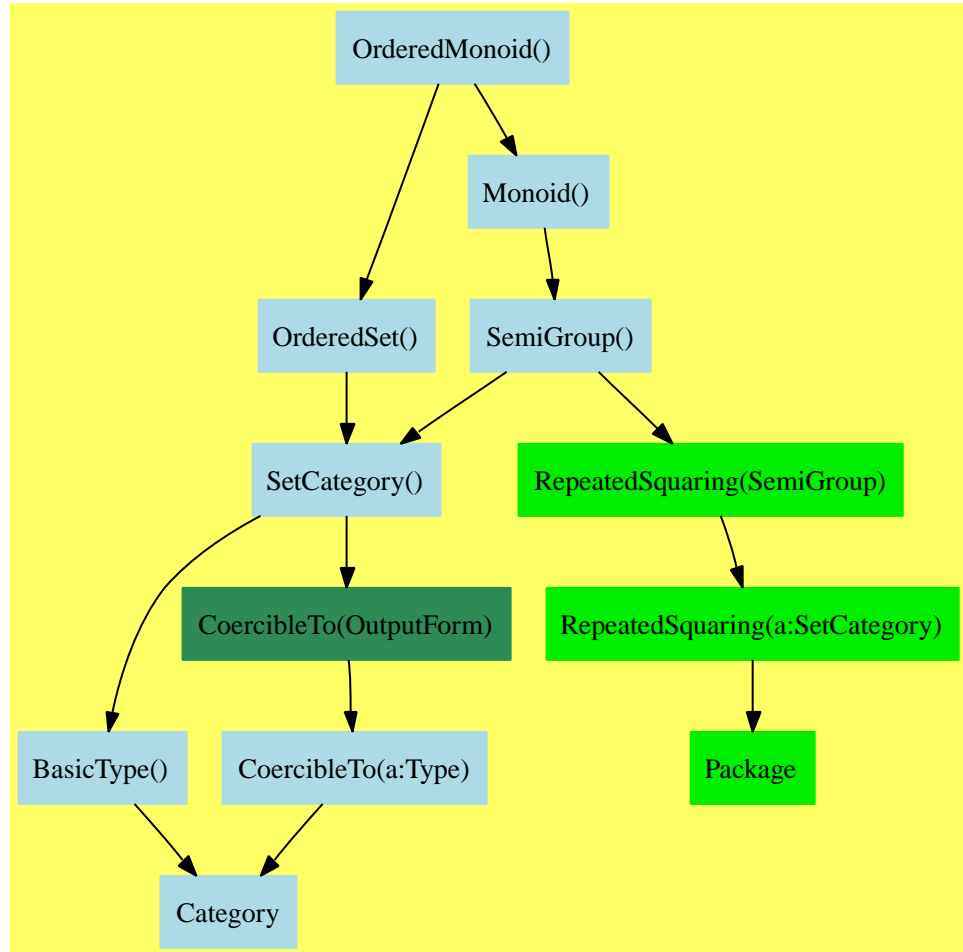 OrderedMonoid()
Monoid()
OrderedSet()
SemiGroup()
SetCategory()
RepeatedSquaring(SemiGroup)
CoercibleTo(OutputForm)
RepeatedSquaring(a:SetCategory)
BasicType()
CoercibleTo(a:Type)
Package
Category